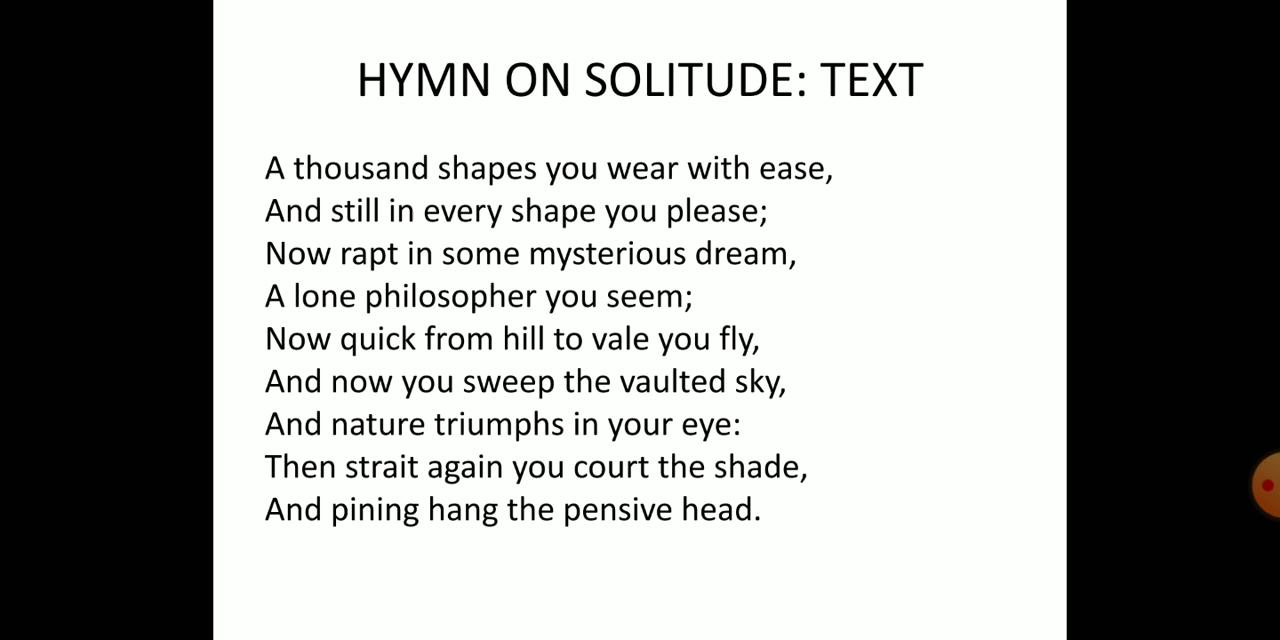 HYMN ON SOLITUDE: TEXT
A thousand shapes you wear with ease,
And still in every shape you please;
Now rapt in some mysterious dream,
A lone philosopher you seem;
Now quick from hill to vale you fly,
And now you sweep the vaulted sky,
And nature triumphs in your eye:
Then strait again you court the shade,
And pining hang the pensive head.